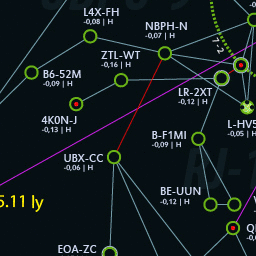 L4X-FH
-0,08 | H
NBPH-N
-0,07 | H
ZTL-WT
-0,16 | H
B6-52M
-0,09 | H
LR-2XT
-0,12 | H
4K0N-J
-0,13 | H
L-HV5
-0,05 | H
B-F1MI
-0,09 | H
UBX-CC
-0,06 | H
BE-UUN
-0,12 | H
5.11 ly
EOA-ZC